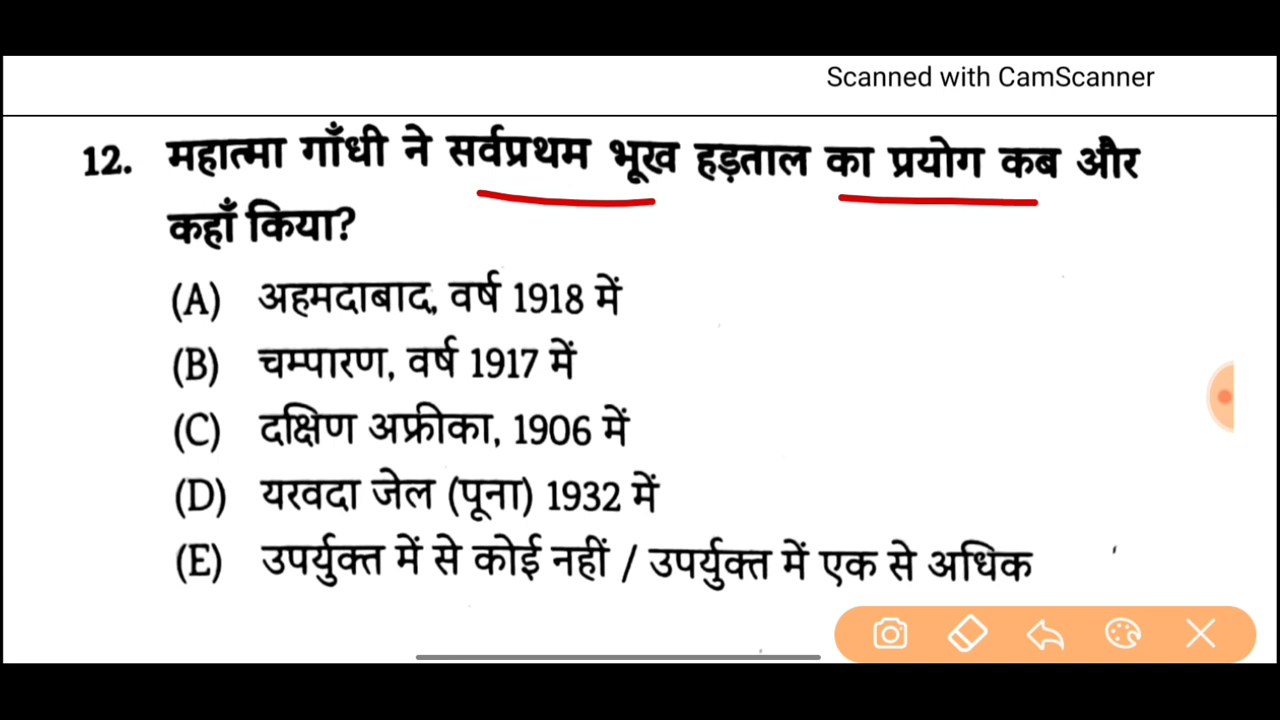 Scanned with CamScanner
12. महात्मा गाँधी ने सर्वप्रथम भूख हड़ताल का प्रयोग कब और
कहाँ किया?
(A) अहमदाबाद, वर्ष 1918 में
(B) चम्पारण, वर्ष 1917 में
(C) दक्षिण अफ्रीका, 1906 में
(D) यरवदा जेल (पूना) 1932 में
(E) उपर्युक्त में से कोई नहीं / उपर्युक्त में एक से अधिक